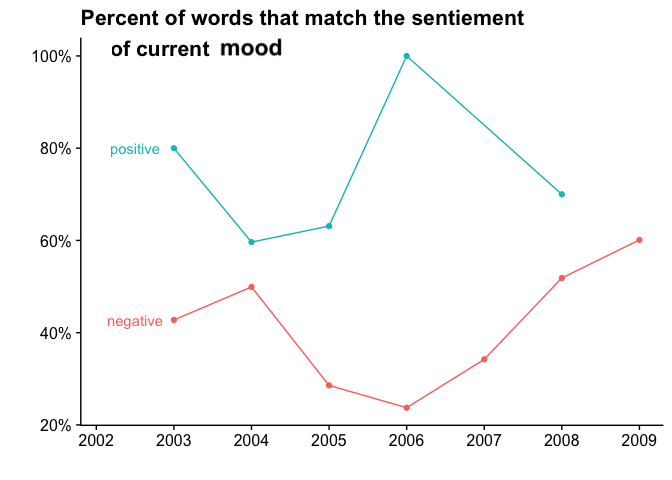 Percent of words that match the sentiement
of current mood
100%
80%
60%
40%
20%
positive
negative
2002 2003 2004 2005 2006 2007 2008 2009